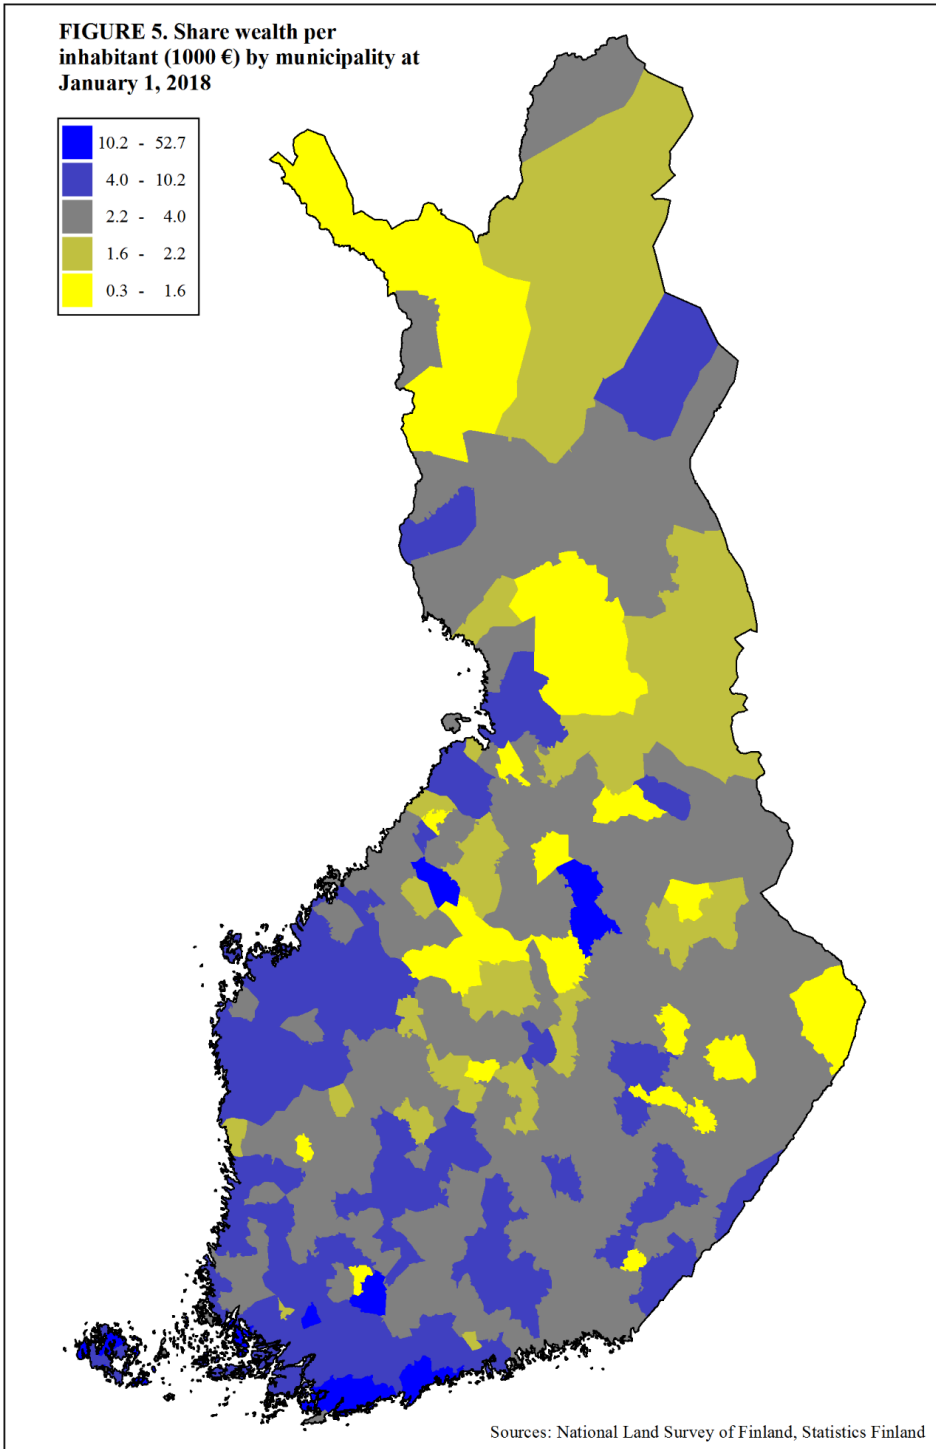 FIGURE 5. Share wealth per
inhabitant (1000 €) by municipality at
January 1, 2018
10.2 - 52.7
4.0 - 10.2
2.2 - 4.0
1.6 - 2.2
0.3 - 1.6
Sources: National Land Survey of Finland, Statistics Finland